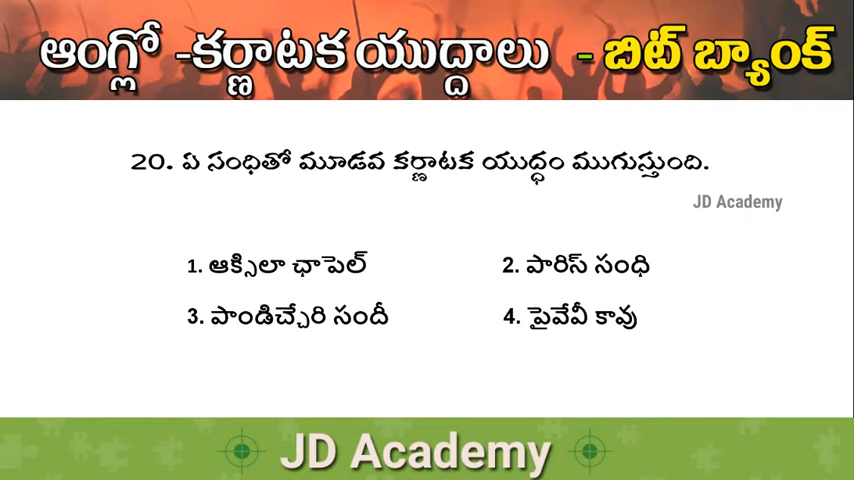 ఆంగ్లో -కర్ణాటక యుద్దాలు - బిట్ బ్యాంక్
20. ఏ సంధితో మూడవ కర్ణాటక యుద్ధం ముగుస్తుంది.
JD Academy
1. ఆక్సిలా ఛాపెల్ 2. పారిస్ సంధి
3. పాండిచ్చేరి సందీ 4. పైవేవీ కావు
JD Academy